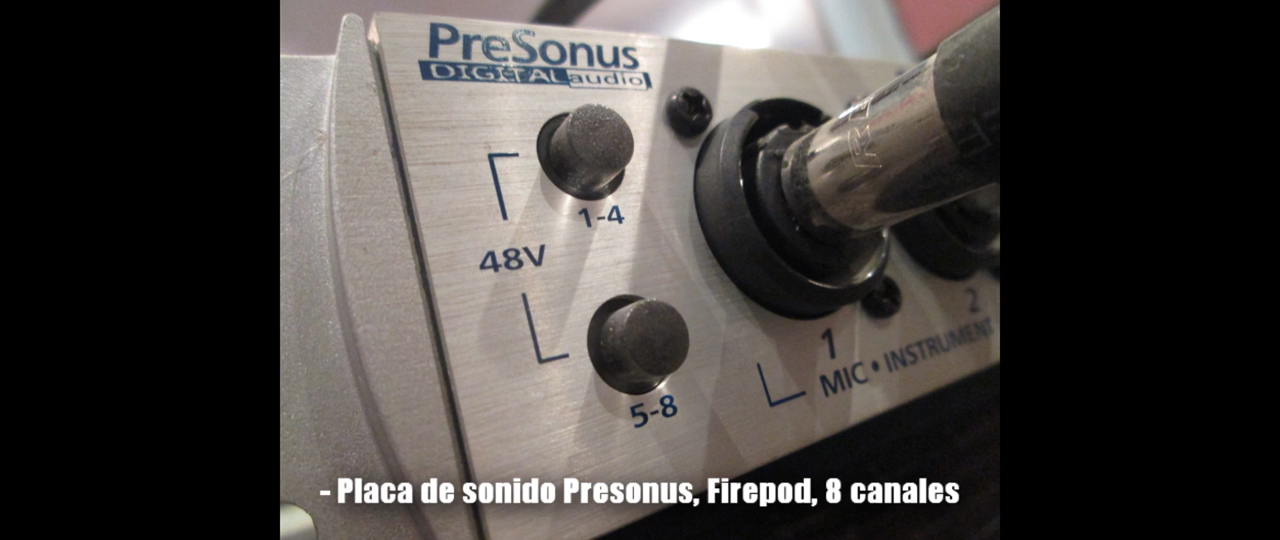 PreSonus
DIGITAL audio
1-4
48V
5-8
1
2
MIC • INSTRUMENT
- Placa de sonido Presonus, Firepod, 8 canales